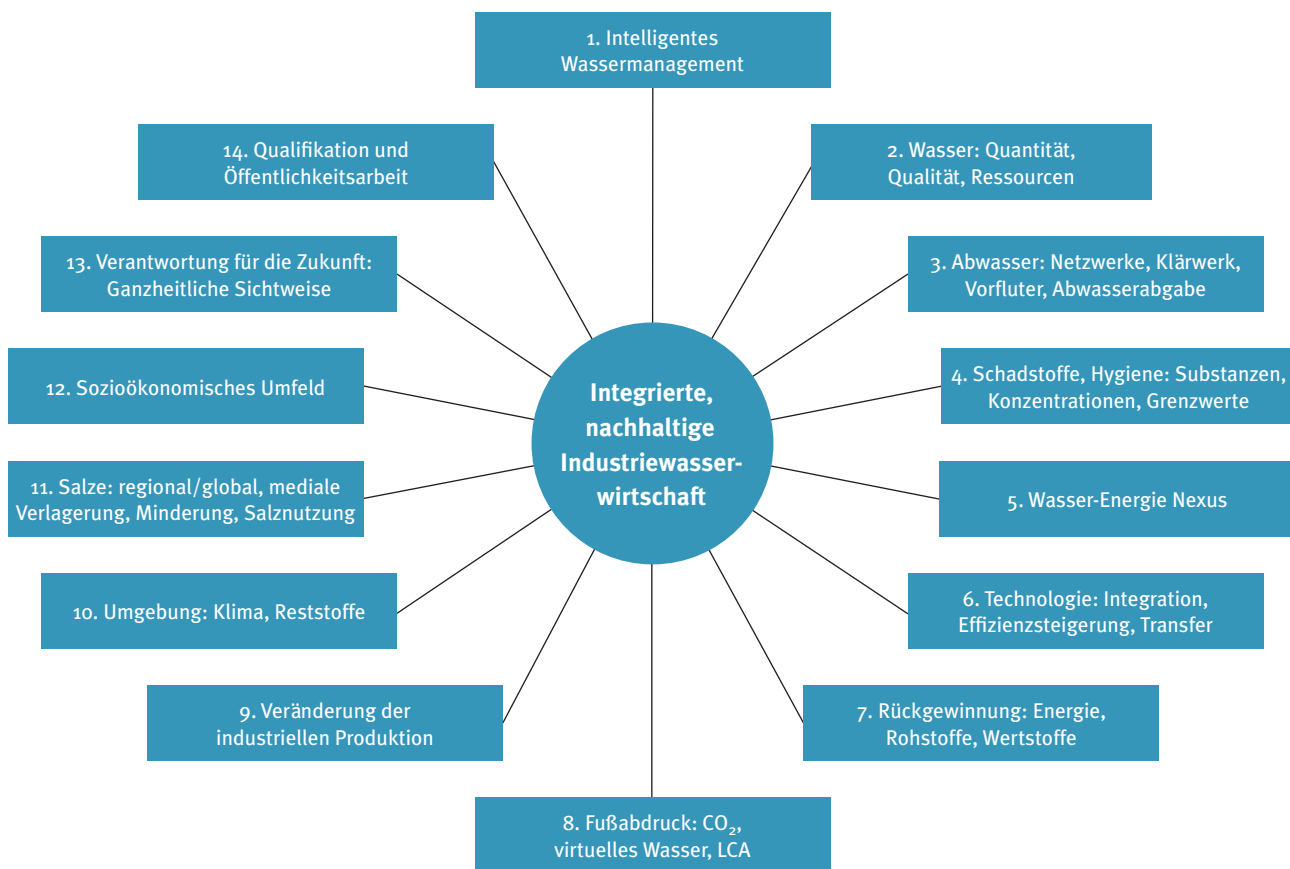 1. Intelligentes
Wassermanagement
2. Wasser: Quantität,
Qualität, Ressourcen
3. Abwasser: Netzwerke, Klärwerk,
Vorfluter, Abwasserabgabe
4. Schadstoffe, Hygiene: Substanzen,
Konzentrationen, Grenzwerte
5. Wasser-Energie Nexus
6. Technologie: Integration,
Effizienzsteigerung, Transfer
7. Rückgewinnung: Energie,
Rohstoffe, Wertstoffe
8. Fußabdruck: CO₂,
virtuelles Wasser, LCA
9. Veränderung der
industriellen Produktion
10. Umgebung: Klima, Reststoffe
11. Salze: regional/global, mediale
Verlagerung, Minderung, Salznutzung
12. Sozioökonomisches Umfeld
13. Verantwortung für die Zukunft:
Ganzheitliche Sichtweise
14. Qualifikation und
Öffentlichkeitsarbeit
Integrierte,
nachhaltige
Industriewasser-
wirtschaft